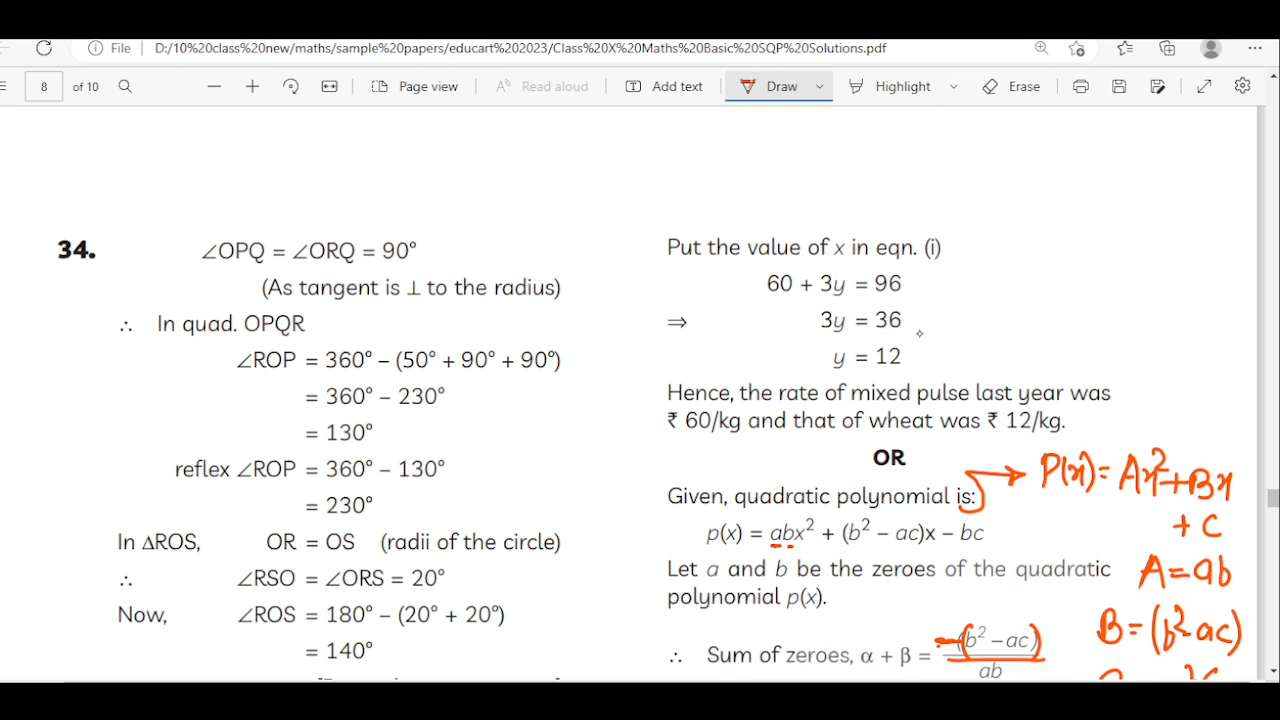 File D:/10%20class%20new/maths/sample%20papers/educart%202023/Class%20X%20Maths%20Basic%20SQP%20Solutions.pdf
8 of 10 Page view Read aloud Add text Draw Highlight Erase
34. ∠OPQ = ∠ORQ = 90°
(As tangent is ⊥ to the radius)
∴ In quad. OPQR
∠ROP = 360° – (50° + 90° + 90°)
= 360° – 230°
= 130°
reflex ∠ROP = 360° – 130°
= 230°
In ΔROS, OR = OS (radii of the circle)
∴ ∠RSO = ∠ORS = 20°
Now, ∠ROS = 180° – (20° + 20°)
= 140°
Put the value of x in eqn. (i)
60 + 3y = 96
⇒ 3y = 36
y = 12
Hence, the rate of mixed pulse last year was
₹ 60/kg and that of wheat was ₹ 12/kg.
OR
Given, quadratic polynomial is:
p(x) = abx² + (b² – ac)x – bc
Let a and b be the zeroes of the quadratic
polynomial p(x).
∴ Sum of zeroes, α + β = –(b² – ac)
ab
P(x) = Ax² + Bx
+ C
A = ab
B = (b² - ac)